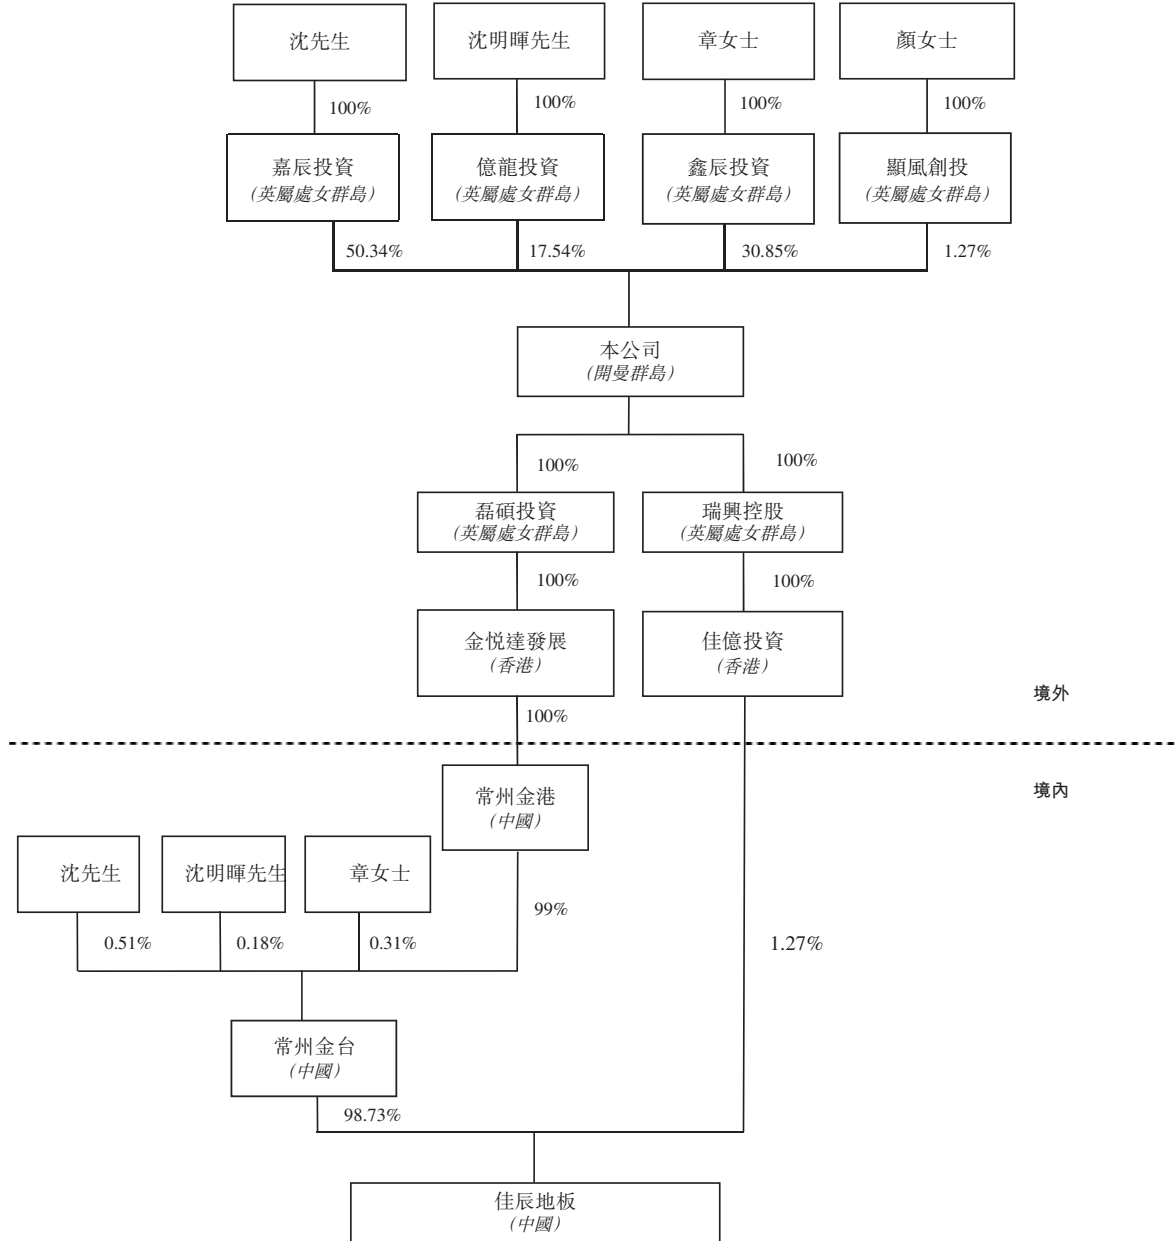 沈先生
沈明暉先生
章女士
顏女士
100%
100%
100%
100%
嘉辰投資
(英屬處女群島)
億龍投資
(英屬處女群島)
鑫辰投資
(英屬處女群島)
顯風創投
(英屬處女群島)
50.34%
17.54%
30.85%
1.27%
本公司
(開曼群島)
100%
100%
磊碩投資
(英屬處女群島)
瑞興控股
(英屬處女群島)
100%
100%
金悦達發展
(香港)
佳億投資
(香港)
境外
100%
境內
常州金港
(中國)
沈先生
沈明暉先生
章女士
99%
0.51%
0.18%
0.31%
1.27%
常州金台
(中國)
98.73%
佳辰地板
(中國)